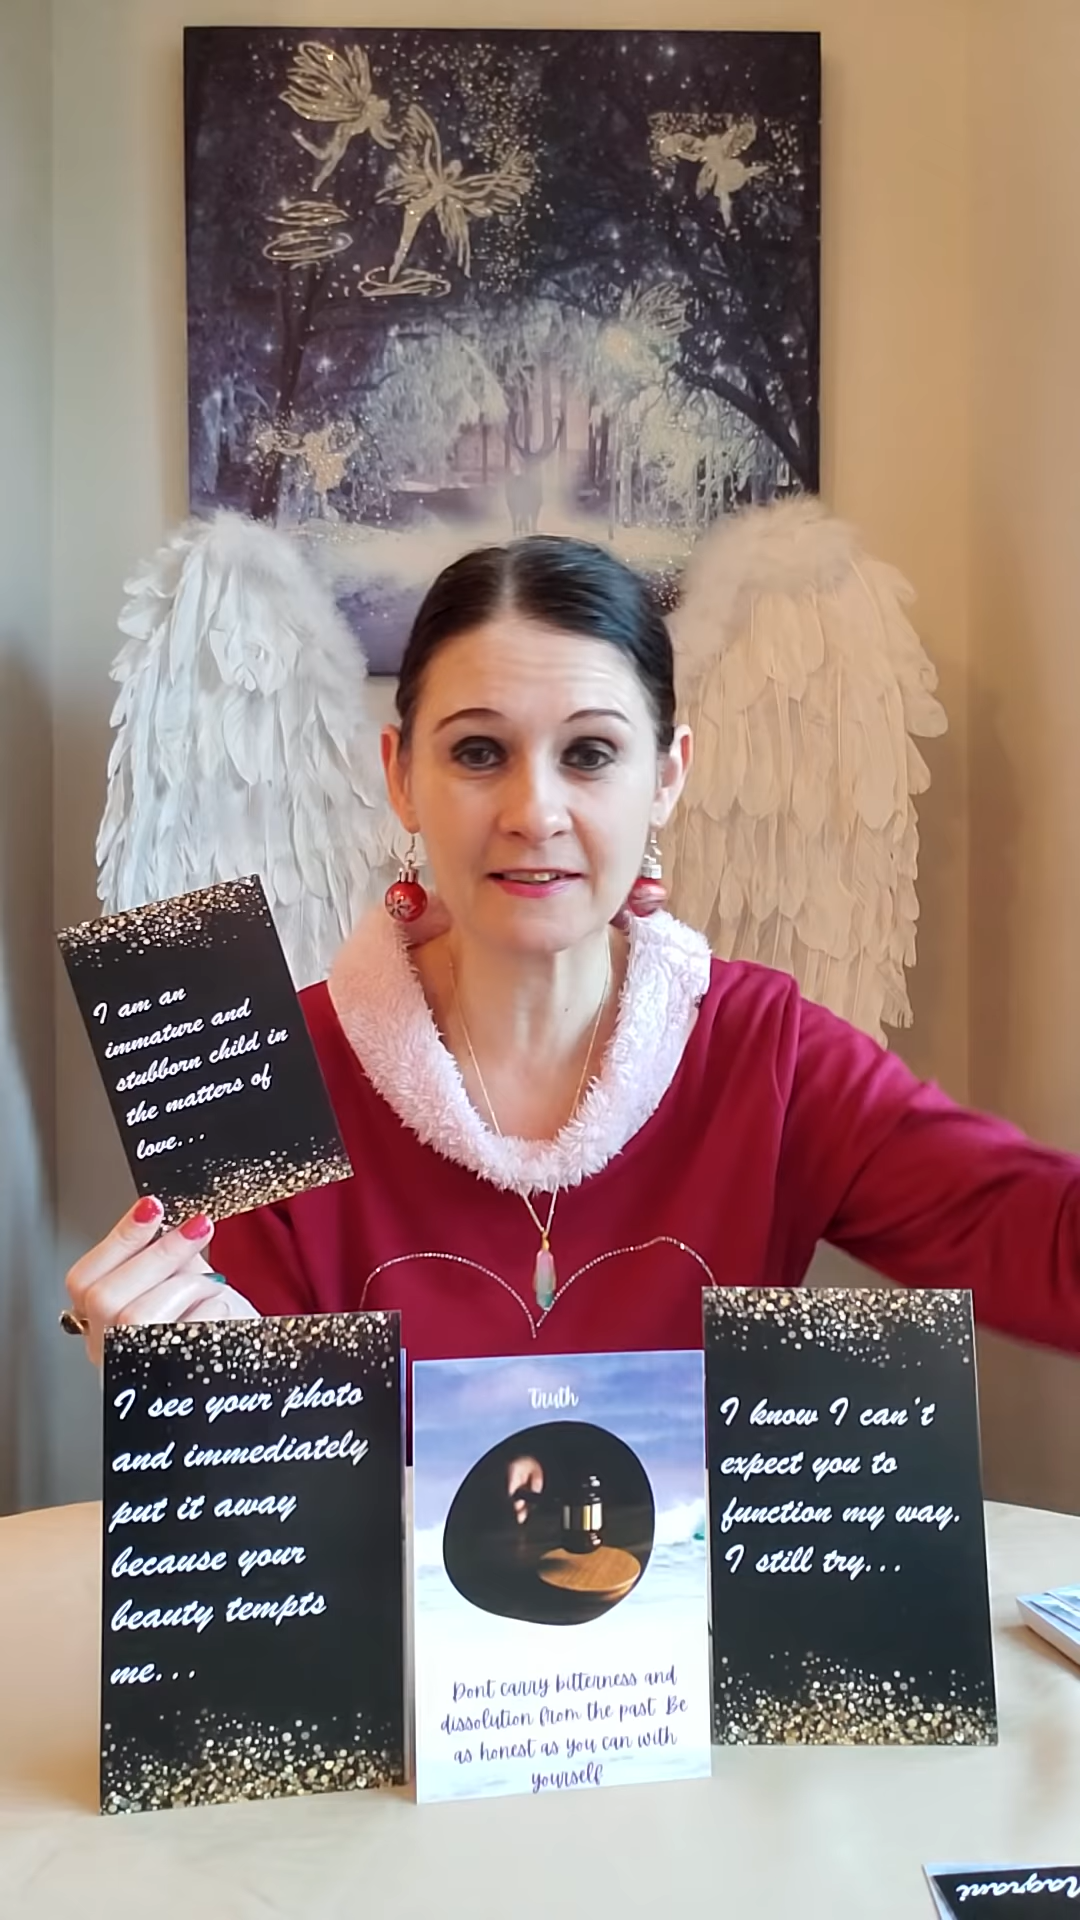 I am an
immature and
stubborn child in
the matters of
love...
I see your photo
and immediately
put it away
because your
beauty tempts
me...
Truth
Dont carry bitterness and
dissolution from the past Be
as honest as you can with
yourself
I know I can't
expect you to
function my way.
I still try...